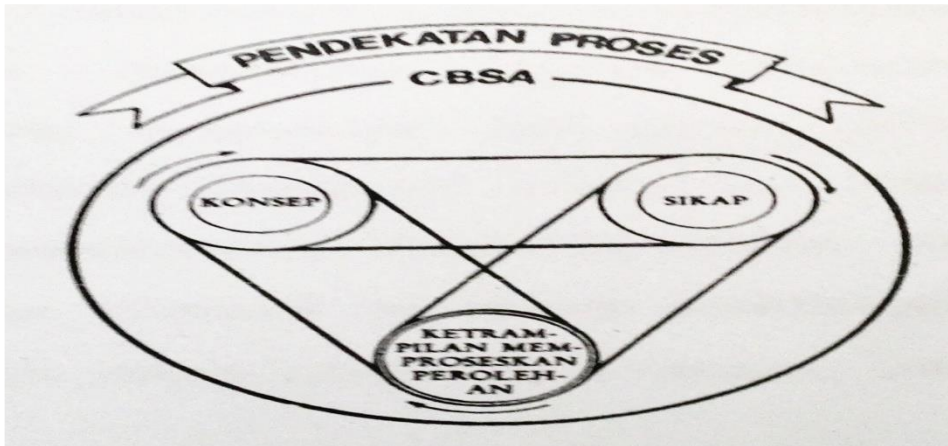 PENDEKATAN PROSES
CBSA
KONSEP
SIKAP
KETRAM-
PILAN MEM-
PROSESKAN
PEROLEH-
AN